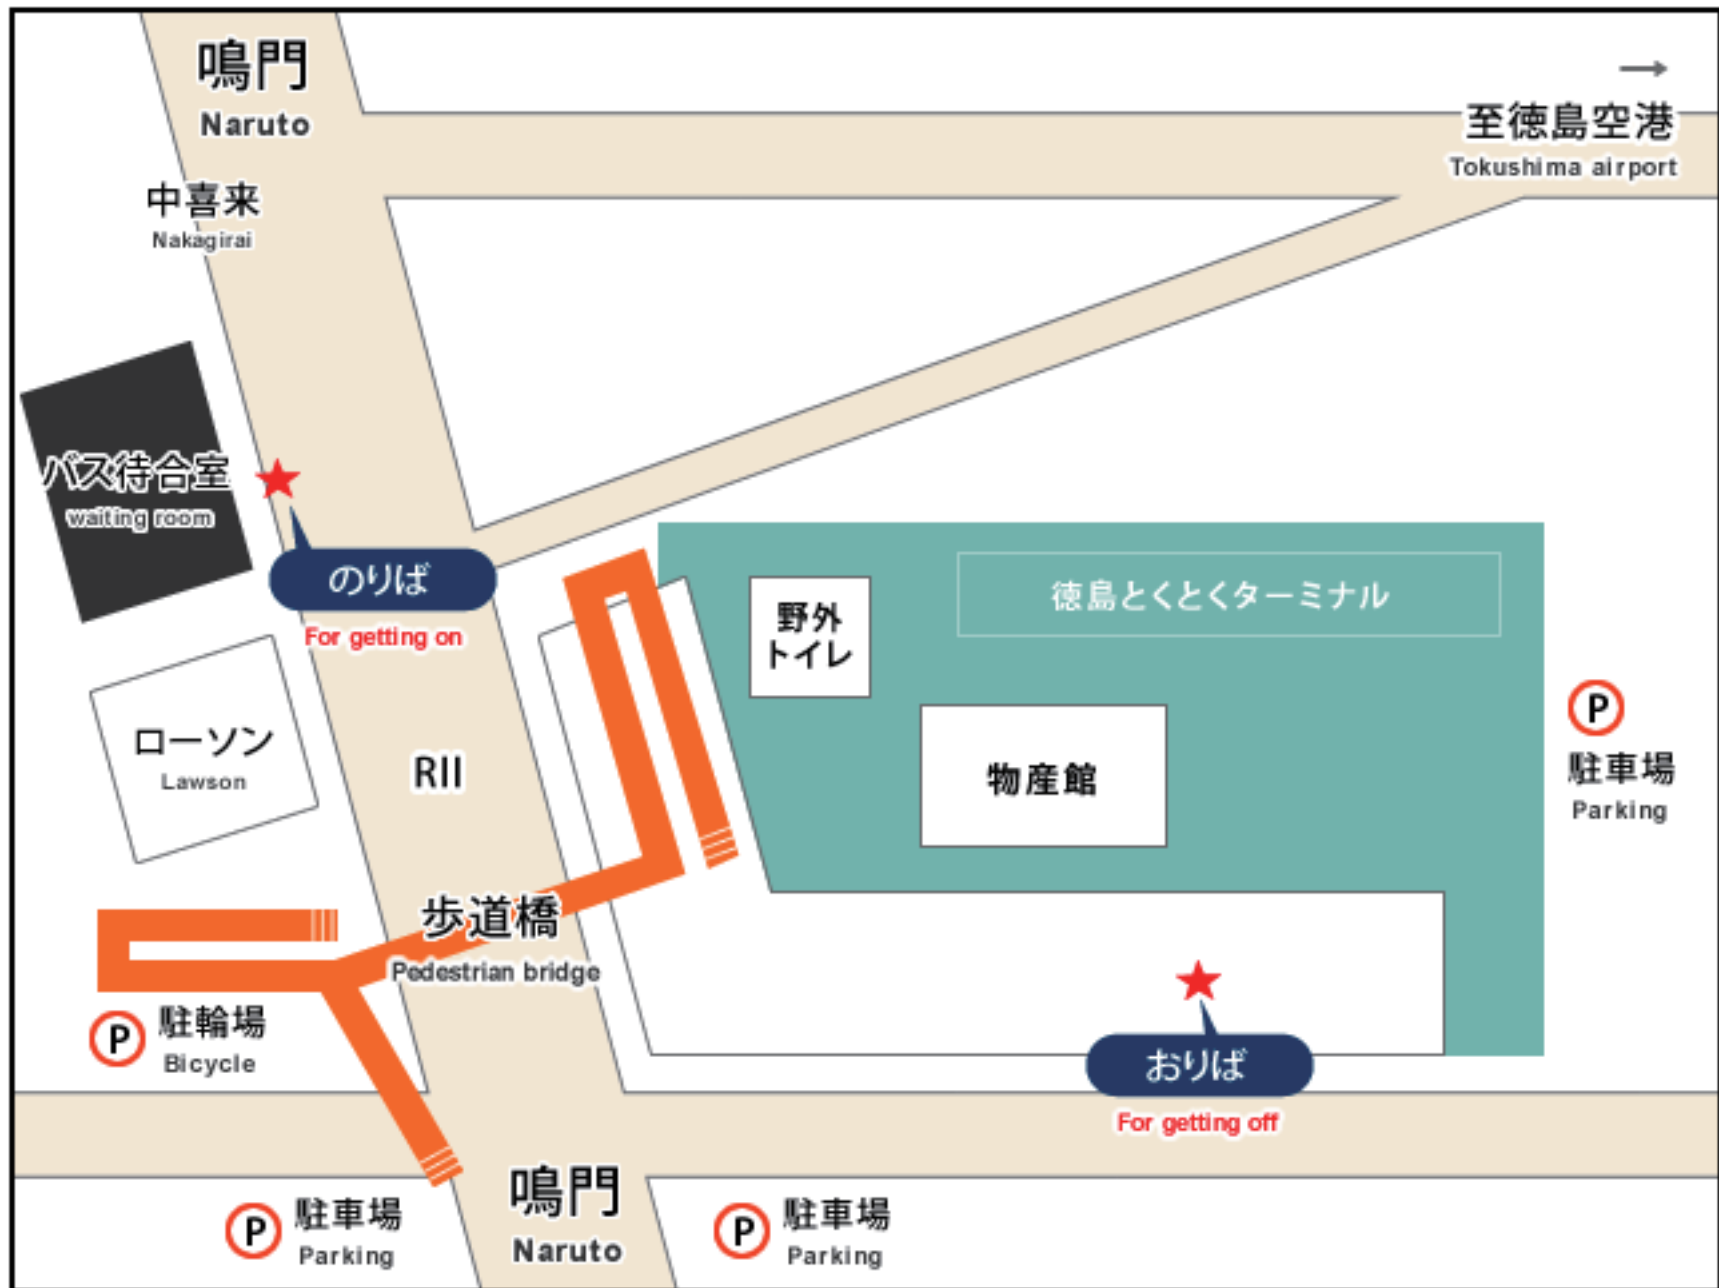 鳴門
Naruto
至徳島空港
Tokushima airport
中喜来
Nakagirai
バス待合室
waiting room
のりば
For getting on
徳島とくとくターミナル
野外
トイレ
ローソン
Lawson
RII
物産館
P
駐車場
Parking
歩道橋
Pedestrian bridge
P
駐輪場
Bicycle
おりば
For getting off
鳴門
Naruto
P
駐車場
Parking
P
駐車場
Parking